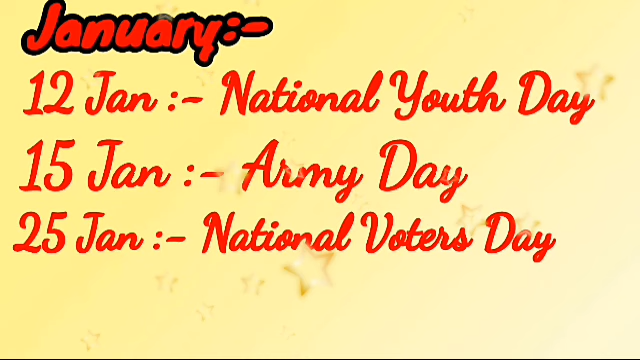 January:-
12 Jan :- National Youth Day
15 Jan :- Army Day
25 Jan :- National Voters Day